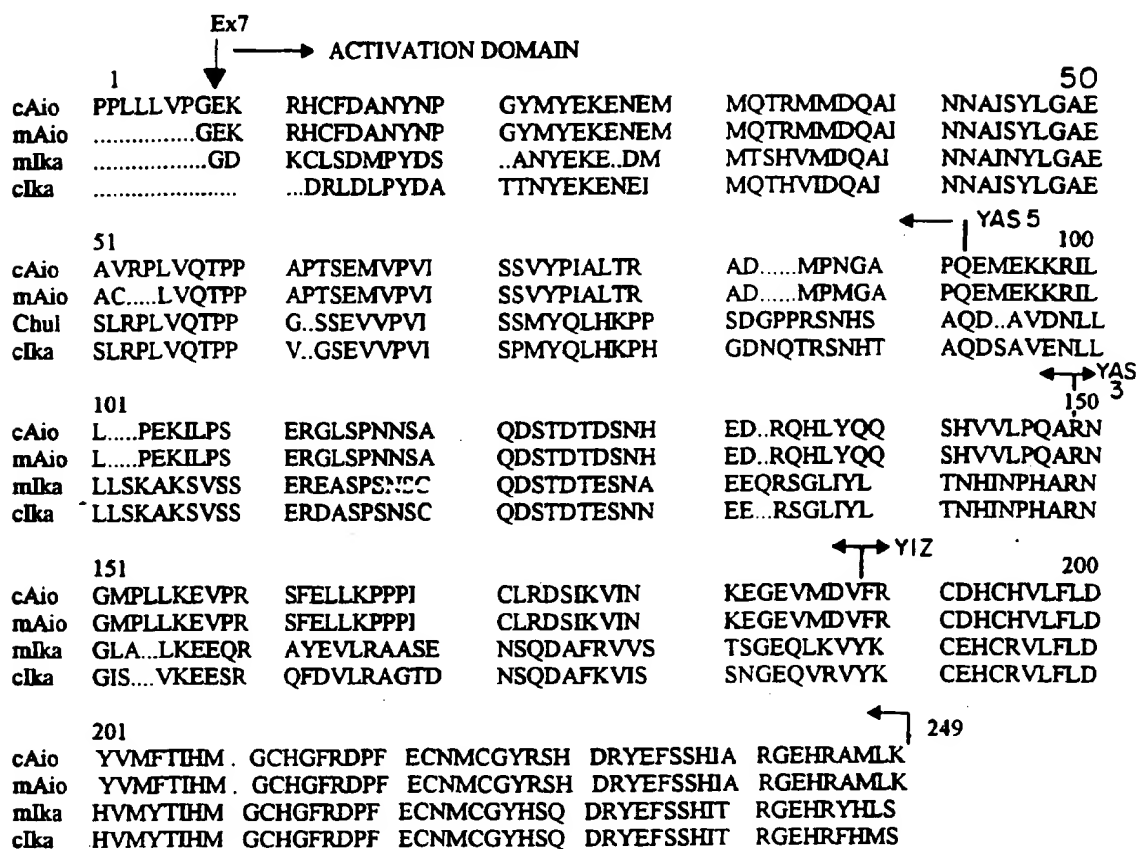 Ex7
ACTIVATION DOMAIN
1 50
cAio PPLLLVPGEK RHCFDANYNP GYMYEKENEM MQTRMMDQAI NNAISYLGAE
mAio ...............GEK RHCFDANYNP GYMYEKENEM MQTRMMDQAI NNAISYLGAE
mIka ................GD KCLSDMPYDS ..ANYEKE..DM MTSHVMDQAI NNAINYLGAE
cIka ..................... ...DRLDLPYDA TTNYEKENEI MQTHVIDQAI NNAISYLGAE
YAS 5
51 100
cAio AVRPLVQTPP APTSEMVPVI SSVYPIALTR AD......MPNGA PQEMEKKRIL
mAio AC.....LVQTPP APTSEMVPVI SSVYPIALTR AD......MPMGA PQEMEKKRIL
Chul SLRPLVQTPP G..SSEVVPVI SSMYQLHKPP SDGPPRSNHS AQD..AVDNLL
cIka SLRPLVQTPP V..GSEVVPVI SPMYQLHKPH GDNQTRSNHT AQDSAVENLL
YAS 3
101 150
cAio L.....PEKILPS ERGLSPNNSA QDSTDTDSNH ED..RQHLYQQ SHVVLPQARN
mAio L.....PEKILPS ERGLSPNNSA QDSTDTDSNH ED..RQHLYQQ SHVVLPQARN
mIka LLSKAKSVSS EREASPSNSC QDSTDTESNA EEQRSGLIYL TNHINPHARN
cIka LLSKAKSVSS ERDASPSNSC QDSTDTESNN EE...RSGLIYL TNHINPHARN
YIZ
151 200
cAio GMPLLKEVPR SFELLKPPPI CLRDSIKVIN KEGEVMDVFR CDHCHVLFLD
mAio GMPLLKEVPR SFELLKPPPI CLRDSIKVIN KEGEVMDVFR CDHCHVLFLD
mIka GLA...LKEEQR AYEVLRAASE NSQDAFRVVS TSGEQLKVYK CEHCRVLFLD
cIka GIS....VKEESR QFDVLRAGTD NSQDAFKVIS SNGEQVRVYK CEHCRVLFLD
201 249
cAio YVMFTIHM . GCHGFRDPF ECNMCGYRSH DRYEFSSHIA RGEHRAMLK
mAio YVMFTIHM . GCHGFRDPF ECNMCGYRSH DRYEFSSHIA RGEHRAMLK
mIka HVMYTIHM GCHGFRDPF ECNMCGYHSQ DRYEFSSHIT RGEHRYHLS
cIka HVMYTIHM GCHGFRDPF ECNMCGYHSQ DRYEFSSHIT RGEHRFHMS